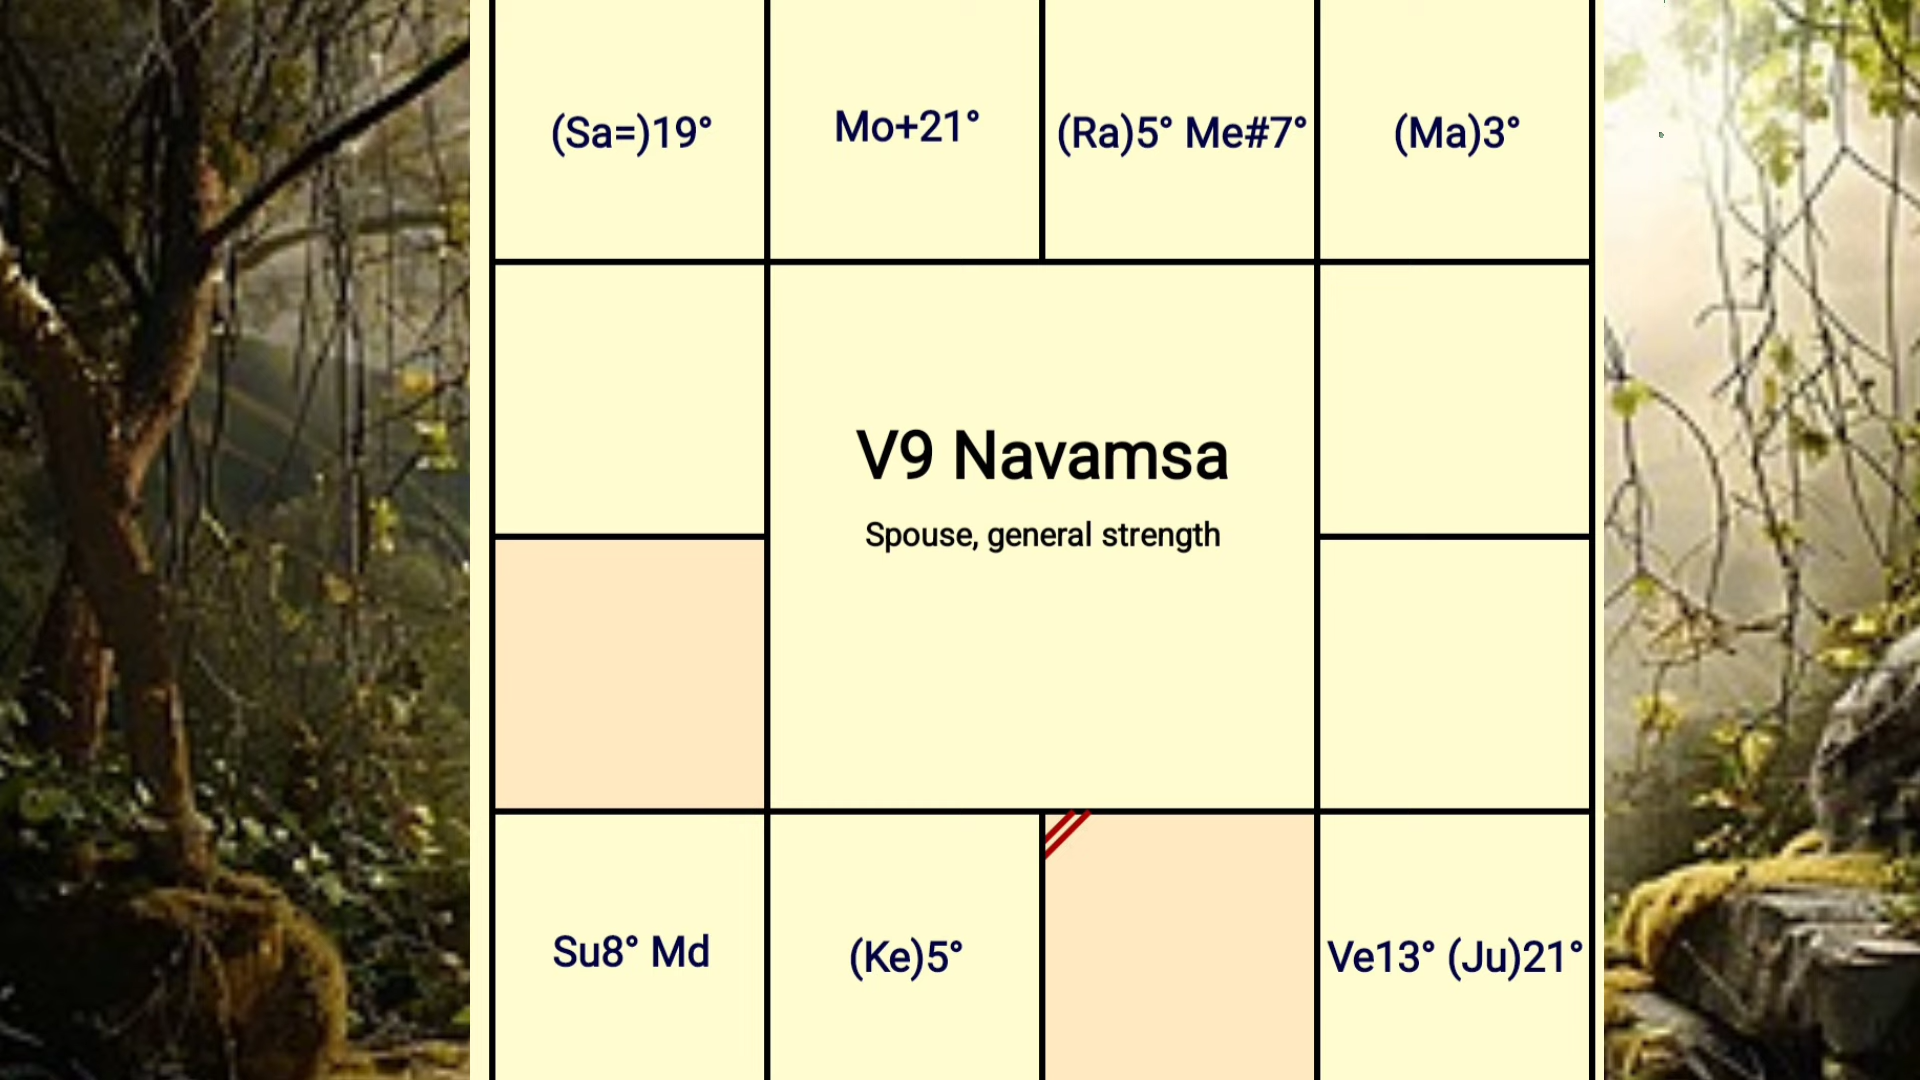 (Sa=)19° Mo+21° (Ra)5° Me#7° (Ma)3°
V9 Navamsa
Spouse, general strength
Su8° Md (Ke)5° Ve13° (Ju)21°